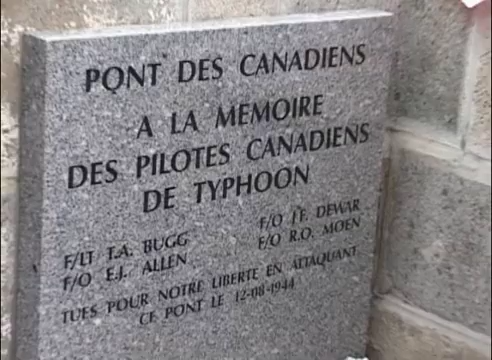 PONT DES CANADIENS
A LA MEMOIRE
DES PILOTES CANADIENS
DE TYPHOON
F/LT T.A. BUGG F/O J.F. DEWAR
F/O E.J. ALLEN F/O R.O. MOEN
TUES POUR NOTRE LIBERTE EN ATTAQUANT
CE PONT LE 12-08-1944